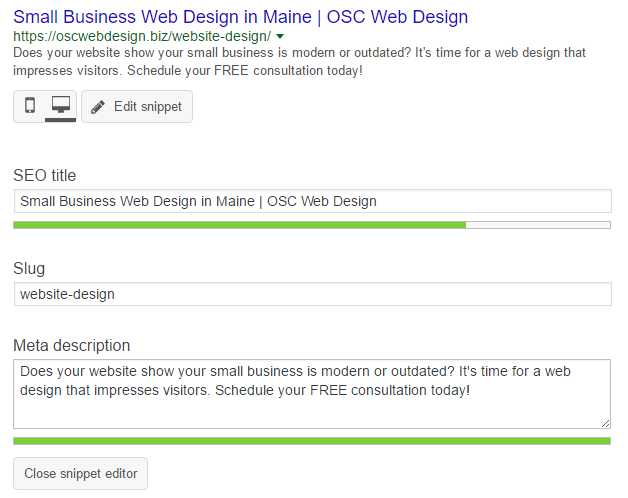 Small Business Web Design in Maine | OSC Web Design
https://oscwebdesign.biz/website-design/
Does your website show your small business is modern or outdated? It's time for a web design that
impresses visitors. Schedule your FREE consultation today!
Edit snippet
SEO title
Small Business Web Design in Maine | OSC Web Design
Slug
website-design
Meta description
Does your website show your small business is modern or outdated? It's time for a web
design that impresses visitors. Schedule your FREE consultation today!
Close snippet editor